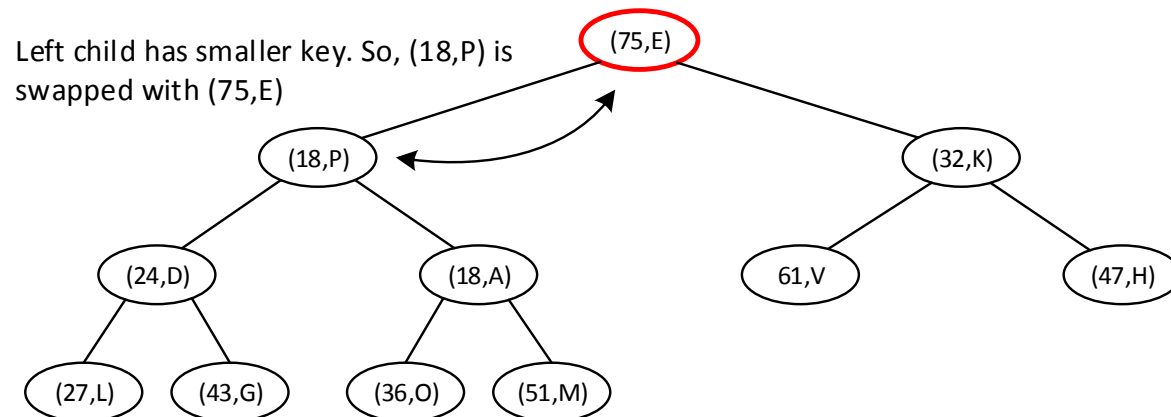 Left child has smaller key. So, (18,P) is
swapped with (75,E)
(75,E)
(18,P)
(32,K)
(24,D)
(18,A)
61,V
(47,H)
(27,L)
(43,G)
(36,O)
(51,M)